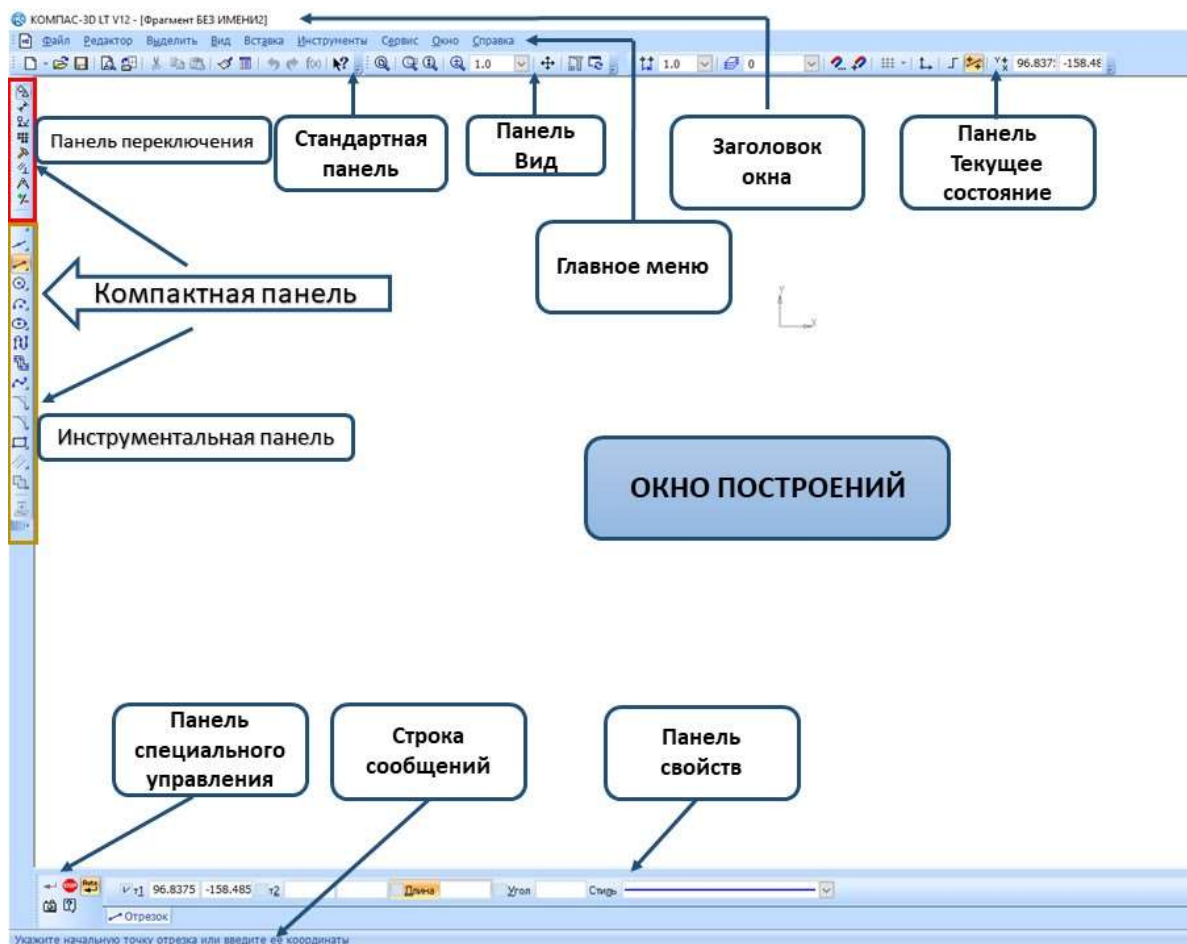 КОМПАС-3D LT V12 - [Фрагмент БЕЗ ИМЕНИ2]
Файл Редактор Выделить Вид Вставка Инструменты Сервис Окно Справка
f(x) 1.0 1.0 0 96.837 -158.48
Панель переключения
Стандартная
панель
Панель
Вид
Заголовок
окна
Панель
Текущее
состояние
Главное меню
Компактная панель
Y
X
Инструментальная панель
ОКНО ПОСТРОЕНИЙ
Панель
специального
управления
Строка
сообщений
Панель
свойств
STOP Auto т1 96.8375 -158.485 т2 Длина Угол Стиль
Отрезок
Укажите начальную точку отрезка или введите её координаты